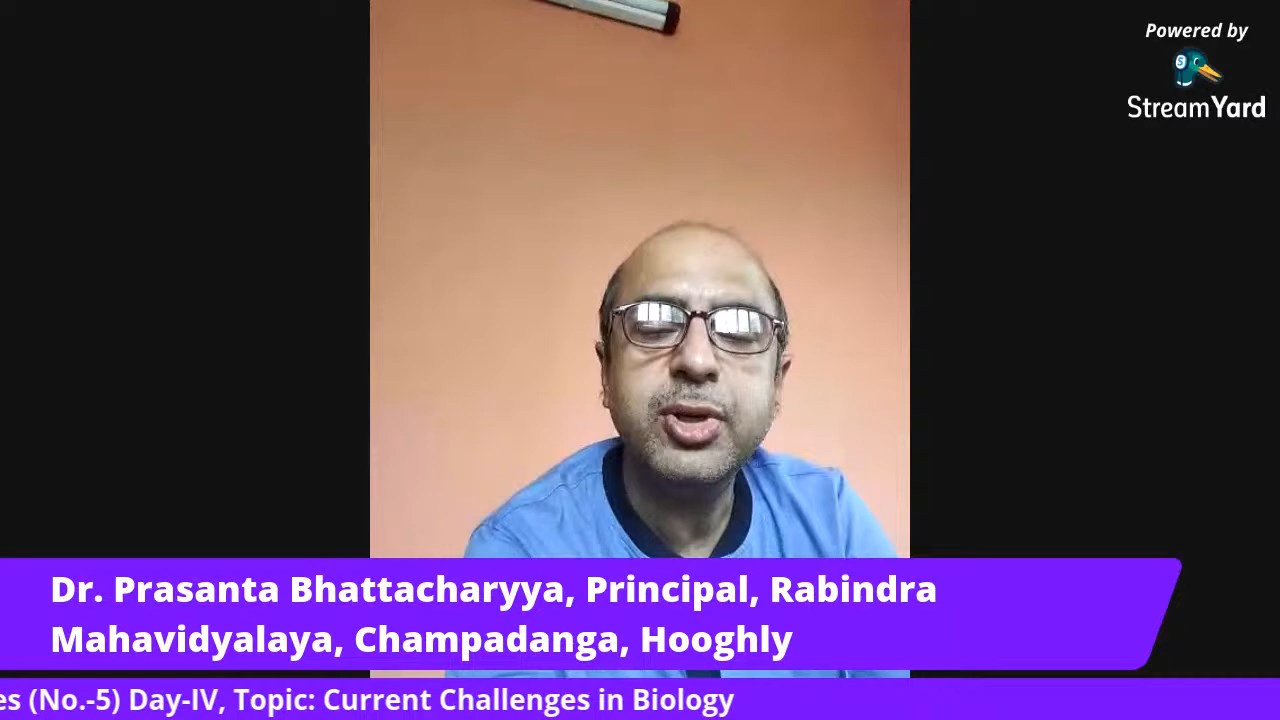 Powered by
StreamYard
Dr. Prasanta Bhattacharyya, Principal, Rabindra
Mahavidyalaya, Champadanga, Hooghly
es (No.-5) Day-IV, Topic: Current Challenges in Biology